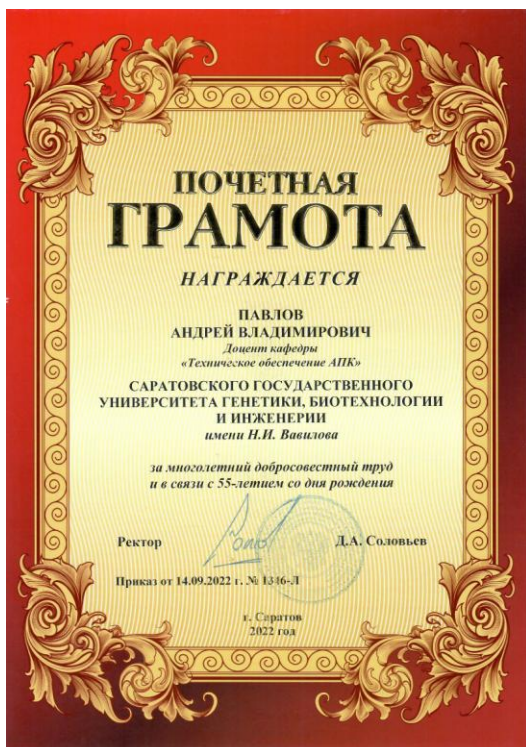 ПОЧЕТНАЯ
ГРАМОТА
НАГРАЖДАЕТСЯ
ПАВЛОВ
АНДРЕЙ ВЛАДИМИРОВИЧ
Доцент кафедры
«Техническое обеспечение АПК»
САРАТОВСКОГО ГОСУДАРСТВЕННОГО
УНИВЕРСИТЕТА ГЕНЕТИКИ, БИОТЕХНОЛОГИИ
И ИНЖЕНЕРИИ
имени Н.И. Вавилова
за многолетний добросовестный труд
и в связи с 55-летием со дня рождения
Ректор
Д.А. Соловьев
Приказ от 14.09.2022 г. № 1346-Л
г. Саратов
2022 год